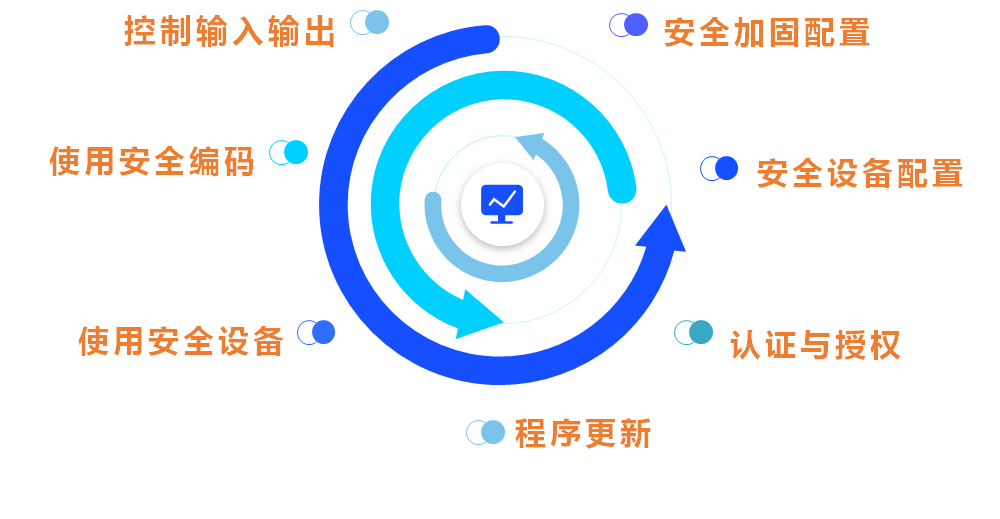 控制输入输出
安全加固配置
使用安全编码
安全设备配置
使用安全设备
认证与授权
程序更新